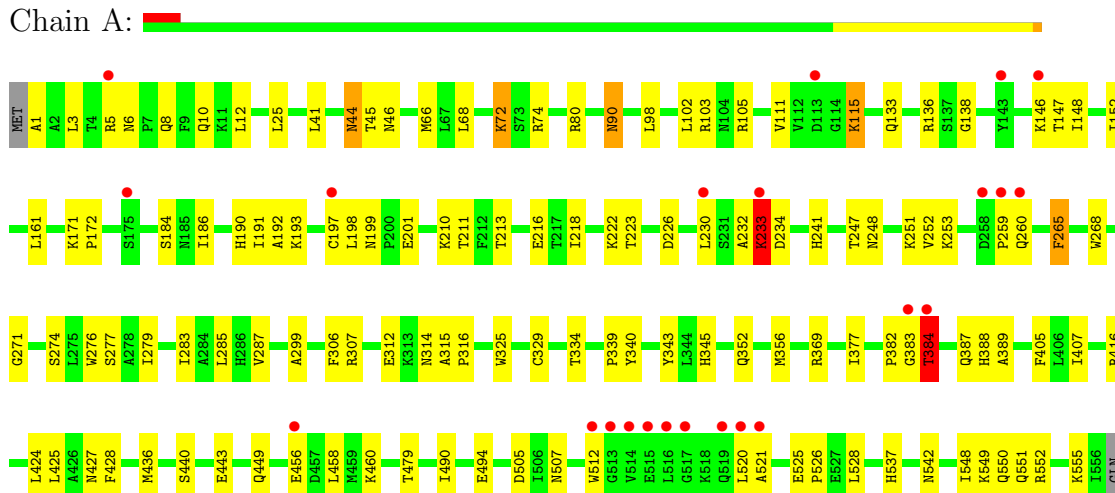 Chain A:
MET A1 A2 L3 T4 R5 N6 P7 Q8 F9 Q10 K11 L12 L25 L41 N44 T45 N46 M66 L67 L68 K72 S73 R74 R80 N90 L98 L102 R103 N104 R105 V111 V112 D113 G114 K115 Q133 R136 S137 G138 Y143 K146 T147 I148
L161 K171 P172 S175 S184 N185 I186 H190 I191 A192 K193 C197 L198 N199 P200 E201 K210 T211 F212 T213 E216 T217 I218 K222 T223 D226 L230 S231 A232 K233 D234 H241 T247 N248 K251 V252 K253 D258 P259 Q260 F265 W268
G271 S274 L275 W276 S277 A278 I279 I283 A284 L285 H286 V287 A299 F306 R307 E312 K313 N314 A315 P316 W325 C329 T334 P339 Y340 Y343 L344 H345 Q352 M356 R369 I377 P382 G383 T384 Q387 H388 A389 F405 L406 I407
L424 L425 A426 N427 F428 M436 S440 E443 Q449 E456 D457 L458 M459 K460 T479 I490 E494 D505 I506 N507 W512 G513 V514 E515 L516 G517 K518 Q519 L520 A521 E525 P526 E527 L528 H537 N542 I548 K549 Q550 Q551 R552 K555 I556 GLN